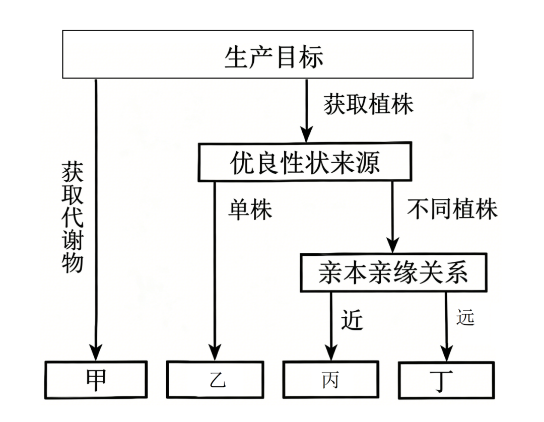 生产目标
获取植株
优良性状来源
获取代谢物
单株
不同植株
亲本亲缘关系
近
远
甲
乙
丙
丁